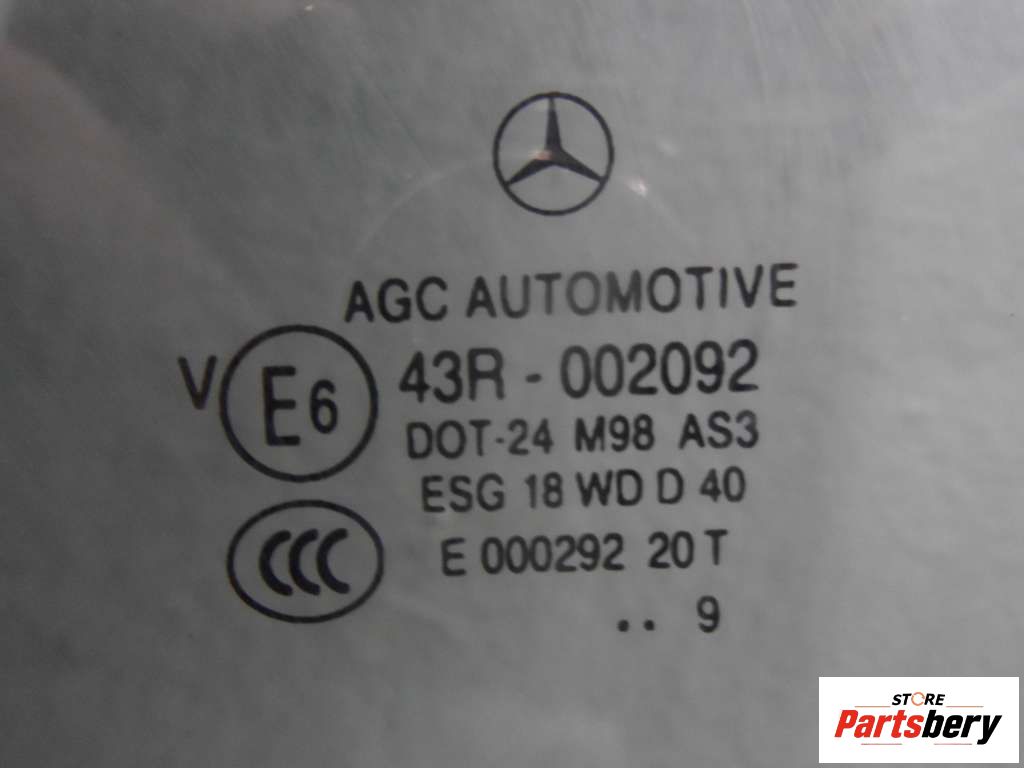 AGC AUTOMOTIVE
V E6 43R - 002092
DOT-24 M98 AS3
ESG 18 WD D 40
CCC E 000292 20 T
.. 9
STORE
Partsbery